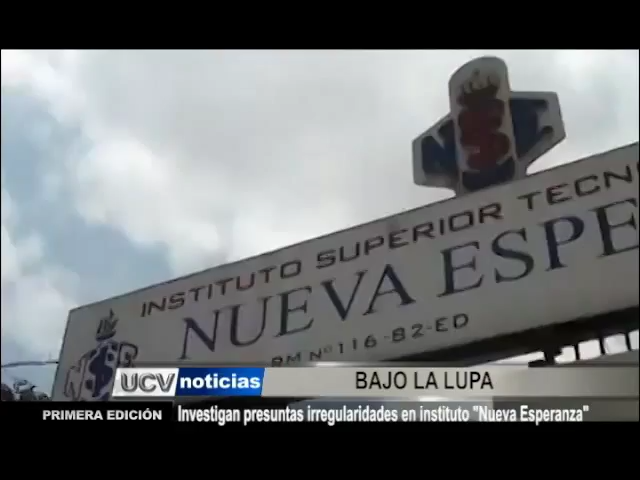 INSTITUTO SUPERIOR TECN
NUEVA ESPE
RM Nº 116-82-ED
UCV noticias
BAJO LA LUPA
PRIMERA EDICIÓN
Investigan presuntas irregularidades en instituto "Nueva Esperanza"